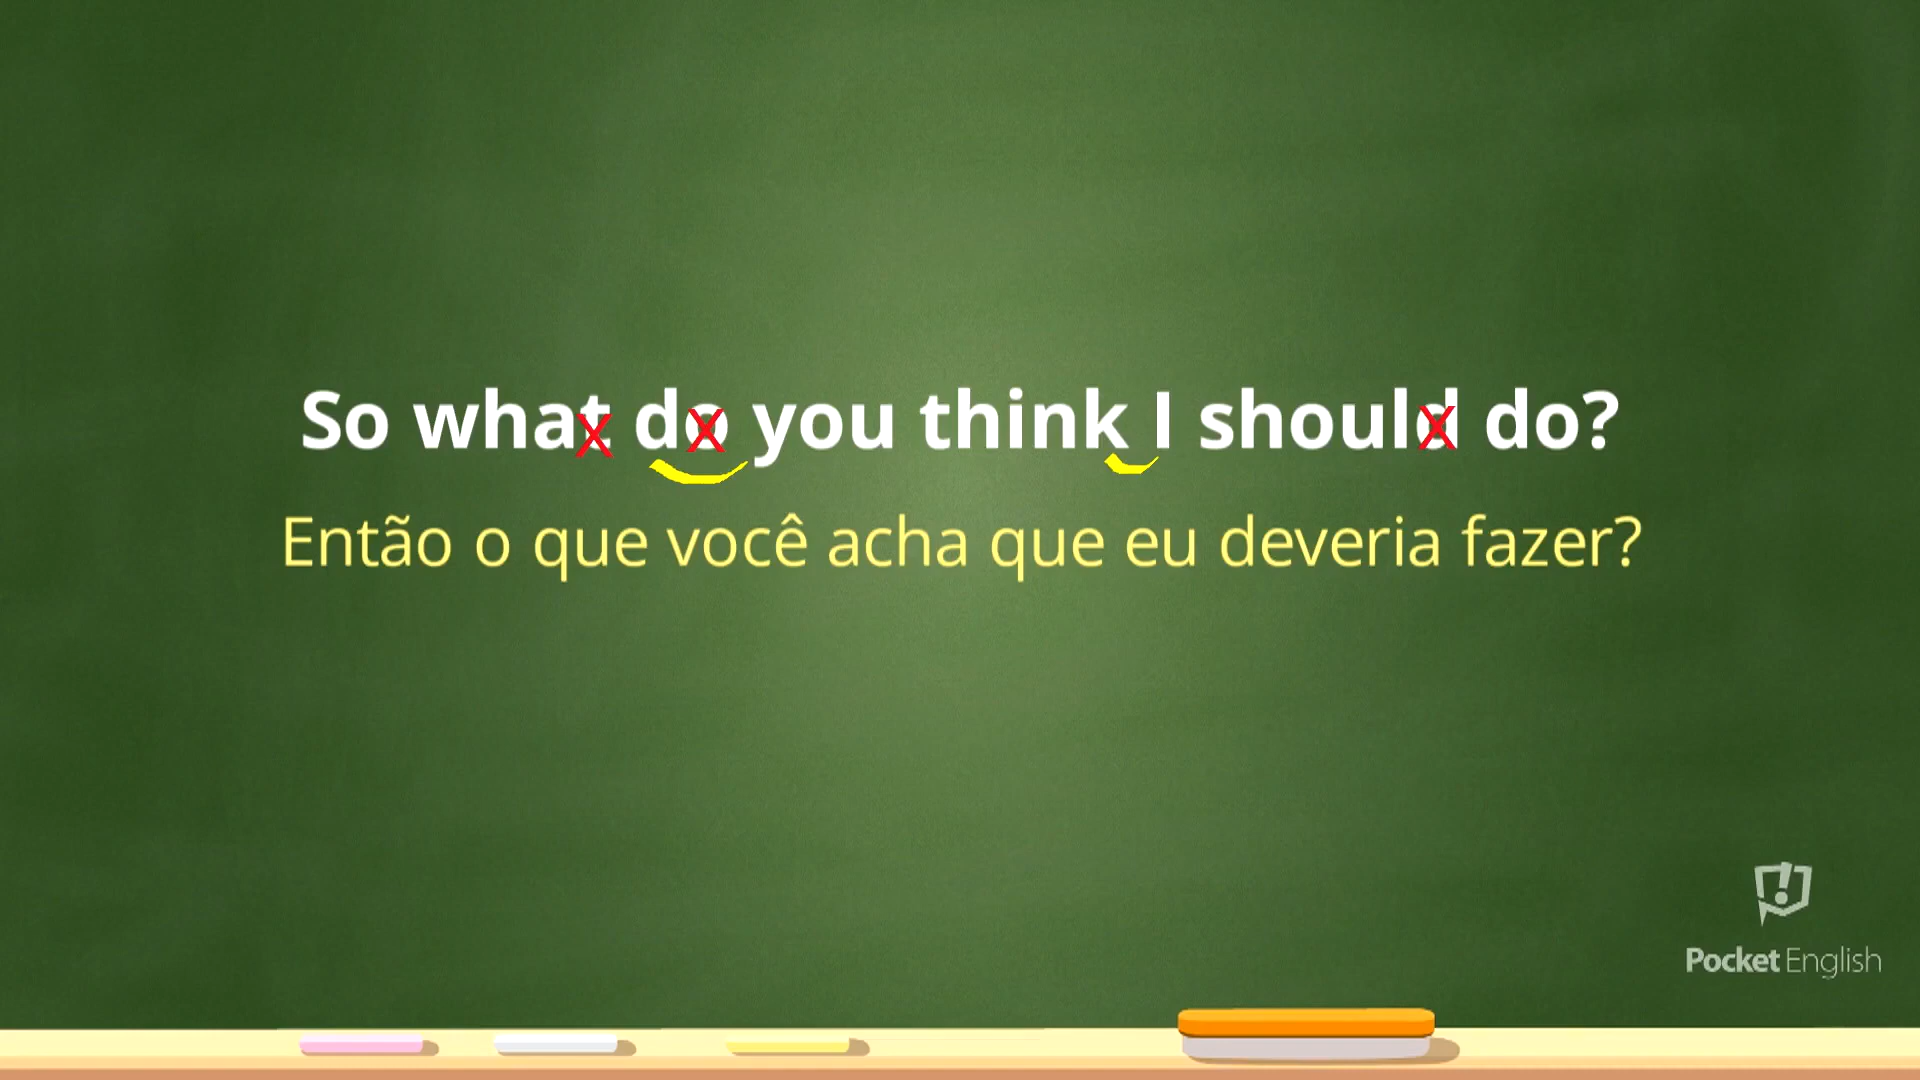 So what do you think I should do?
Então o que você acha que eu deveria fazer?
Pocket English